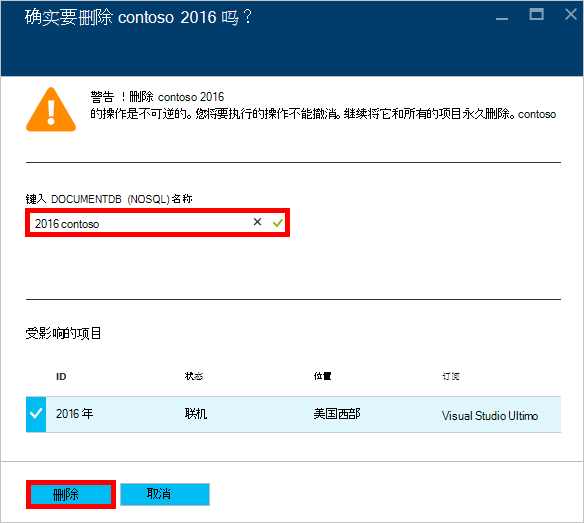 确实要删除 contoso 2016 吗？
警告 ！删除 contoso 2016
的操作是不可逆的。您将要执行的操作不能撤消。继续将它和所有的项目永久删除。contoso
键入 DOCUMENTDB (NOSQL) 名称
2016 contoso
受影响的项目
ID 状态 位置 订阅
2016 年 联机 美国西部 Visual Studio Ultimo
删除 取消